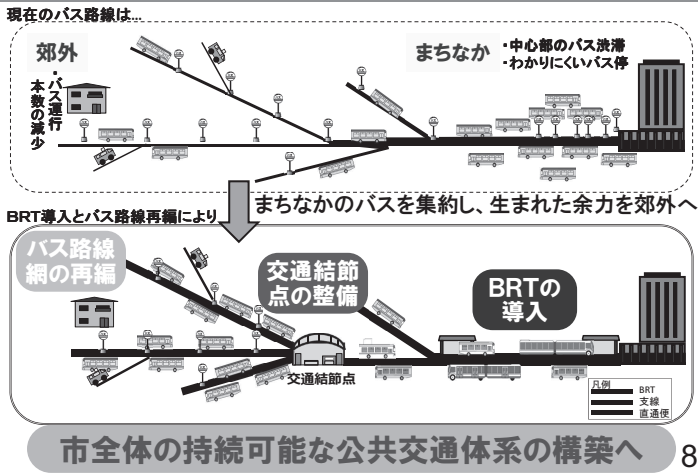 現在のバス路線は...
郊外
・バス運行
本数の減少
まちなか
・中心部のバス渋滞
・わかりにくいバス停
まちなかのバスを集約し、生まれた余力を郊外へ
BRT導入とバス路線再編により
バス路線
網の再編
交通結節
点の整備
BRTの
導入
交通結節点
凡例
BRT
支線
直通便
市全体の持続可能な公共交通体系の構築へ
8